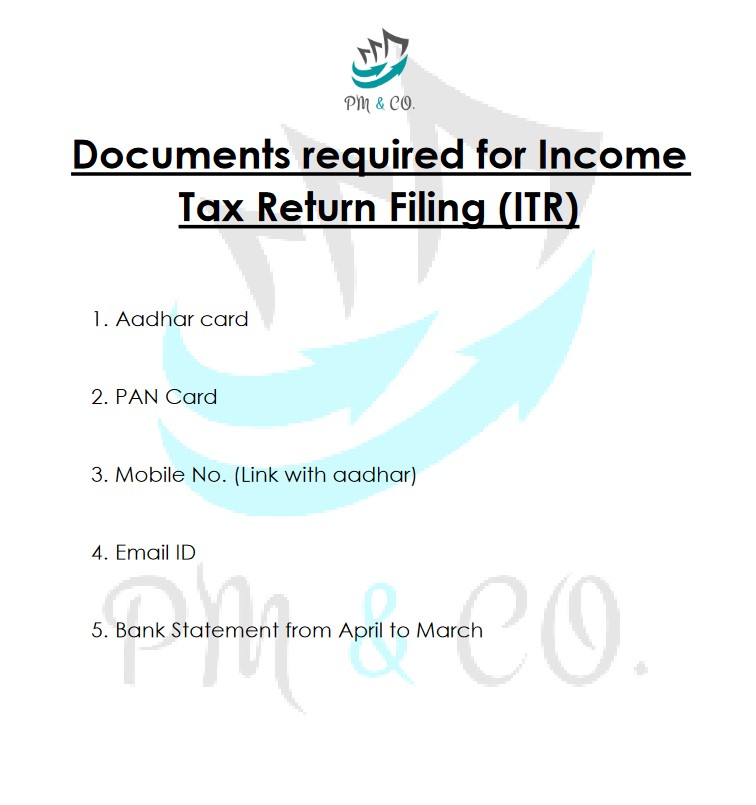 PM & CO.
Documents required for Income
Tax Return Filing (ITR)
1. Aadhar card
2. PAN Card
3. Mobile No. (Link with aadhar)
4. Email ID
5. Bank Statement from April to March
PM & CO.